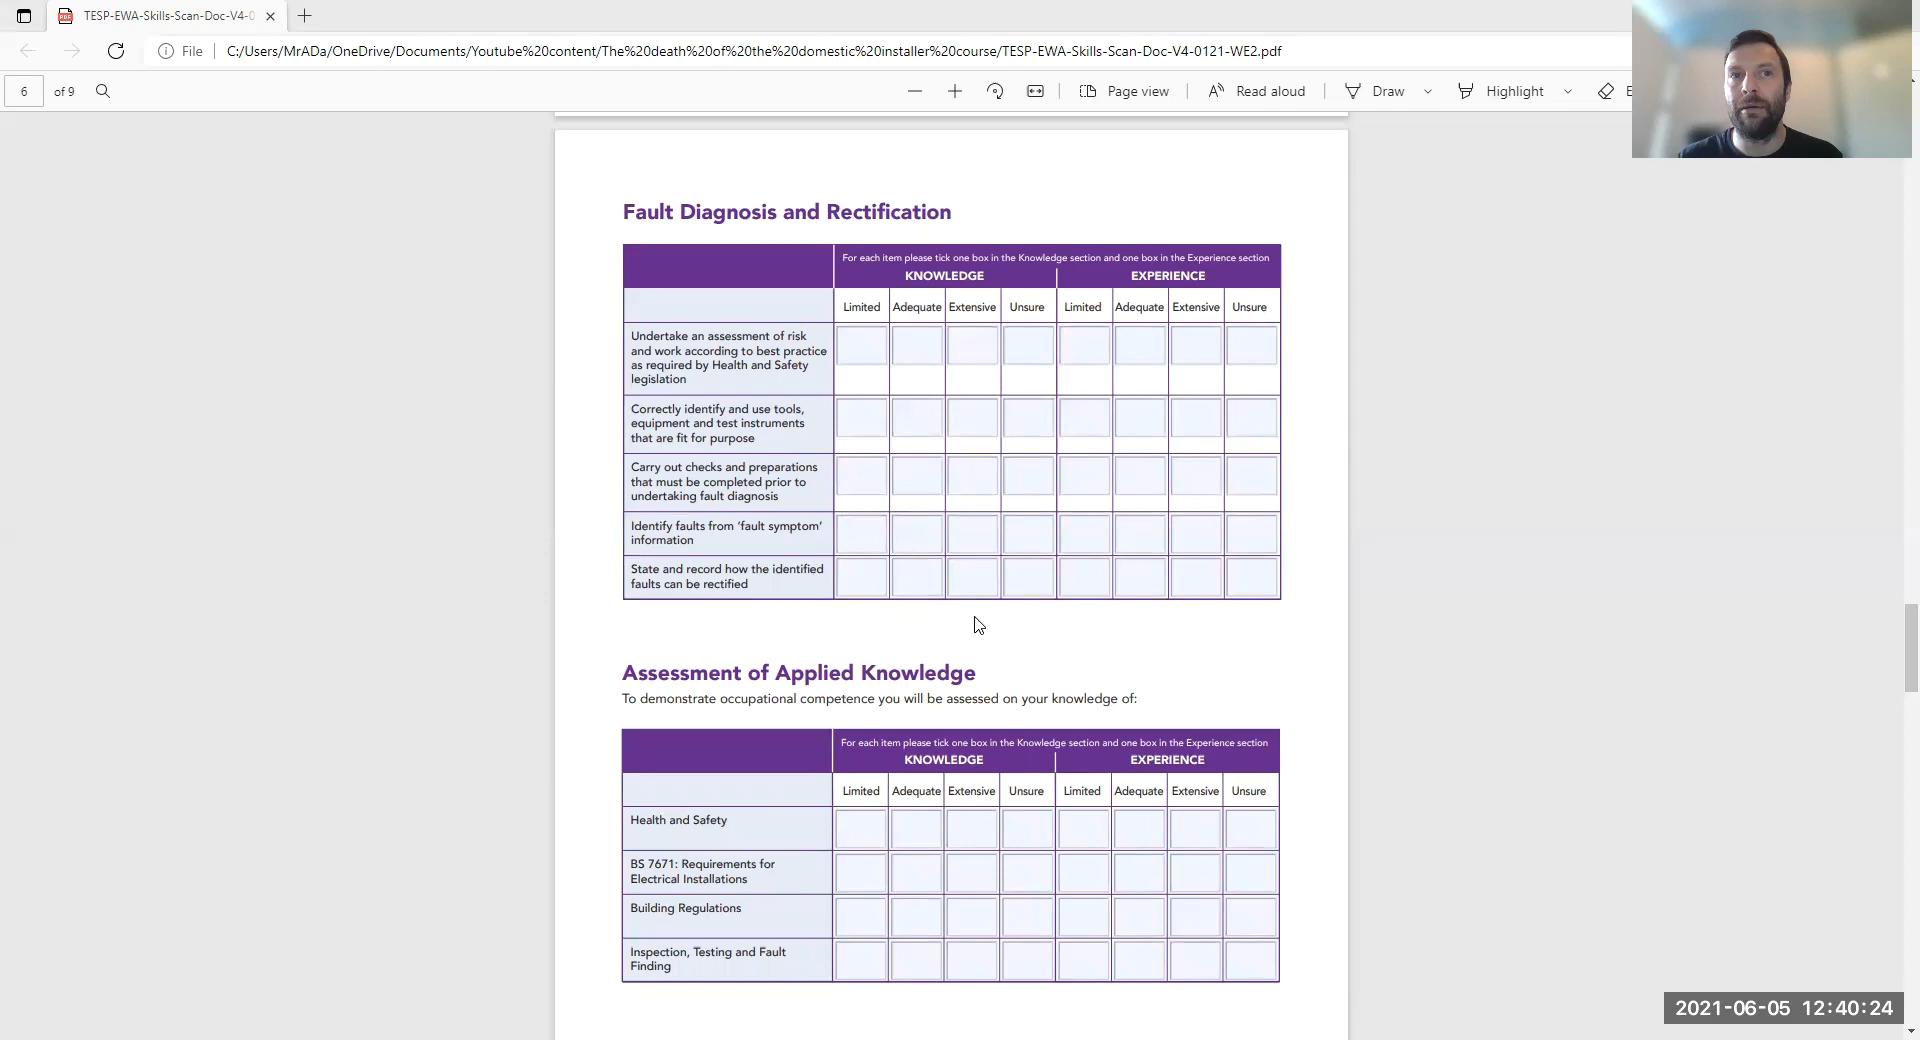 TESP-EWA-Skills-Scan-Doc-V4-0
File
C:/Users/MrADa/OneDrive/Documents/Youtube%20content/The%20death%20of%20the%20domestic%20installer%20course/TESP-EWA-Skills-Scan-Doc-V4-0121-WE2.pdf
6 of 9
Page view
Read aloud
Draw
Highlight
E
Fault Diagnosis and Rectification
For each item please tick one box in the Knowledge section and one box in the Experience section
KNOWLEDGE EXPERIENCE
Limited Adequate Extensive Unsure Limited Adequate Extensive Unsure
Undertake an assessment of risk
and work according to best practice
as required by Health and Safety
legislation
Correctly identify and use tools,
equipment and test instruments
that are fit for purpose
Carry out checks and preparations
that must be completed prior to
undertaking fault diagnosis
Identify faults from ‘fault symptom’
information
State and record how the identified
faults can be rectified
Assessment of Applied Knowledge
To demonstrate occupational competence you will be assessed on your knowledge of:
For each item please tick one box in the Knowledge section and one box in the Experience section
KNOWLEDGE EXPERIENCE
Limited Adequate Extensive Unsure Limited Adequate Extensive Unsure
Health and Safety
BS 7671: Requirements for
Electrical Installations
Building Regulations
Inspection, Testing and Fault
Finding
2021-06-05 12:40:24